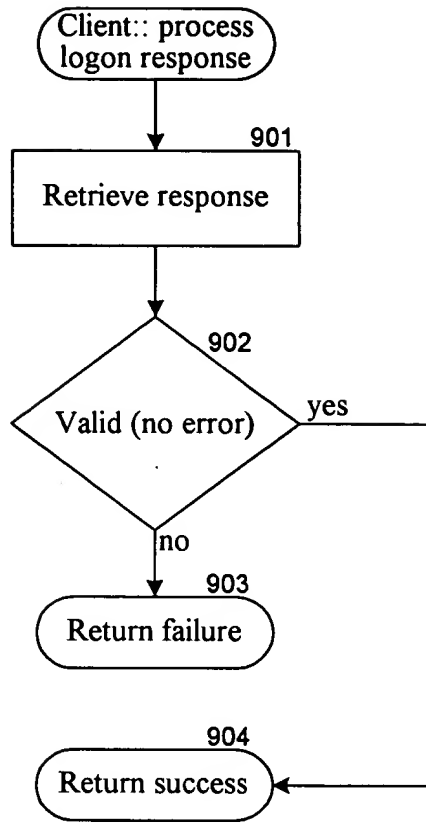 Client:: process
logon response
901
Retrieve response
902
Valid (no error)
yes
no
903
Return failure
904
Return success